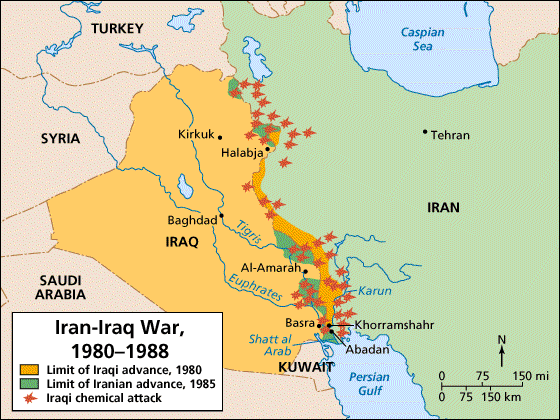 TURKEY
Caspian
Sea
SYRIA
Kirkuk
Halabja
Tehran
Baghdad
IRAQ
Tigris
IRAN
SAUDI
ARABIA
Al-Amarah
Euphrates
Karun
Basra
Khorramshahr
Shatt al
Arab
Abadan
KUWAIT
Persian
Gulf
Iran-Iraq War,
1980–1988
Limit of Iraqi advance, 1980
Limit of Iranian advance, 1985
Iraqi chemical attack
N
0 75 150 mi
0 75 150 km